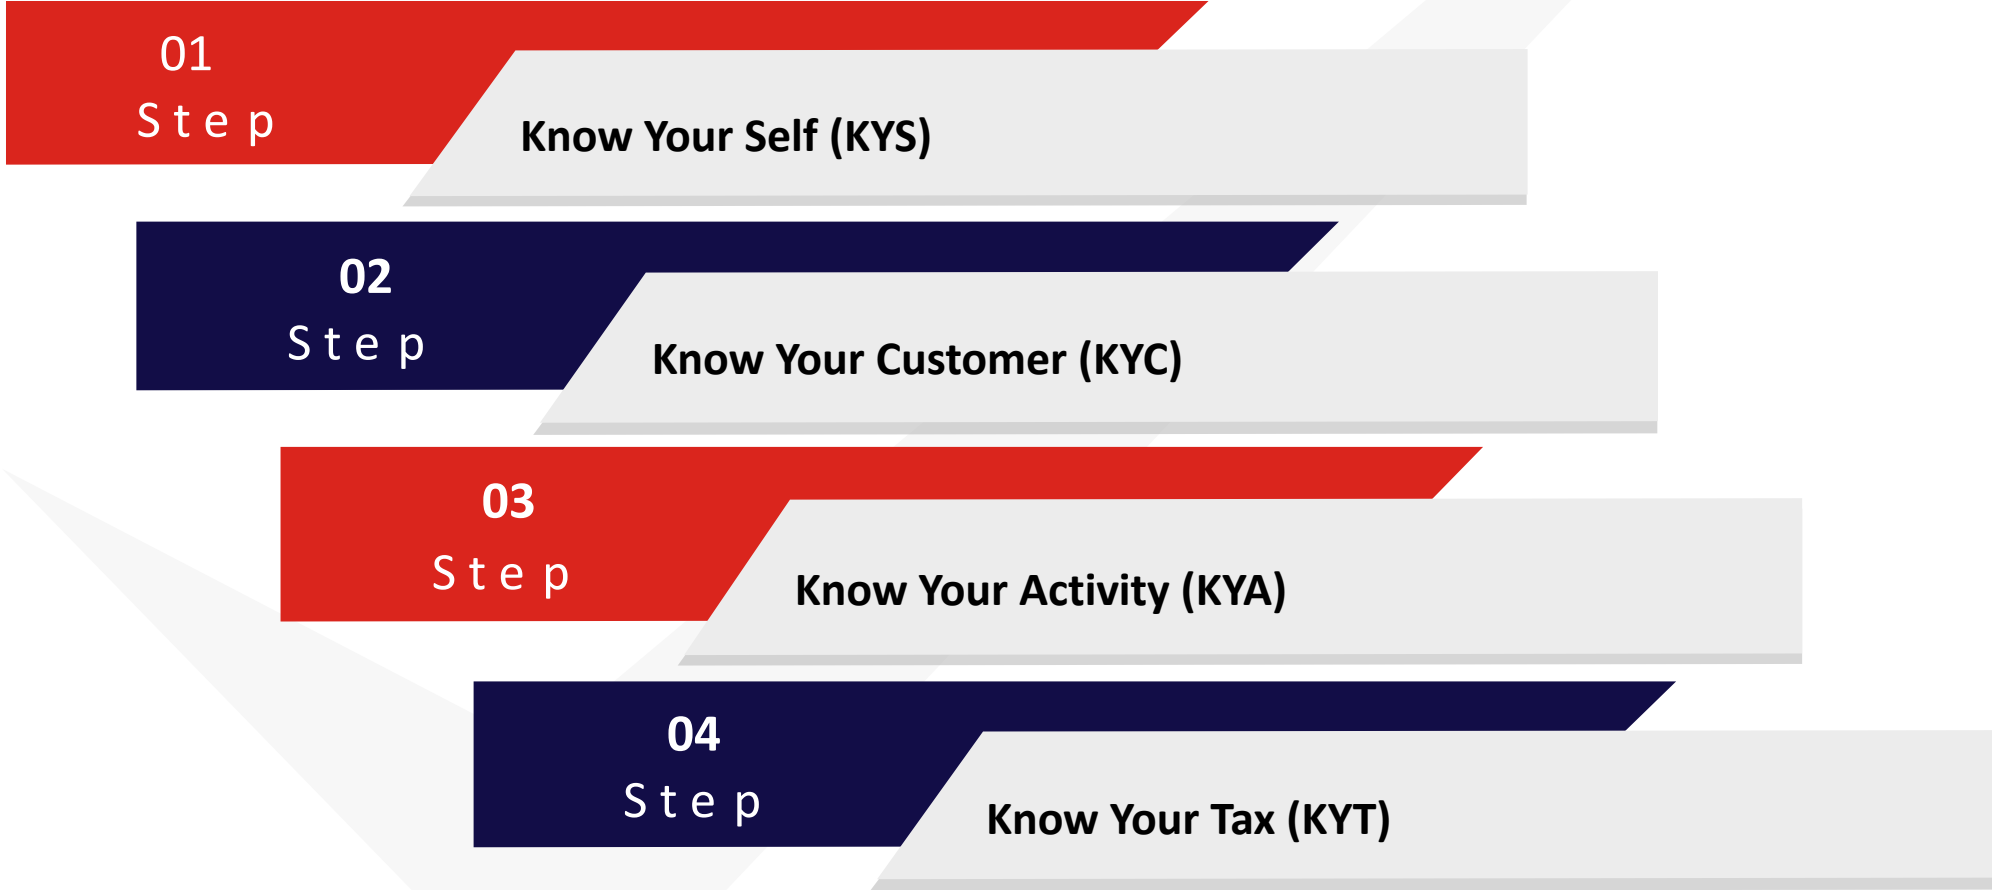 01
Step
Know Your Self (KYS)
02
Step
Know Your Customer (KYC)
03
Step
Know Your Activity (KYA)
04
Step
Know Your Tax (KYT)